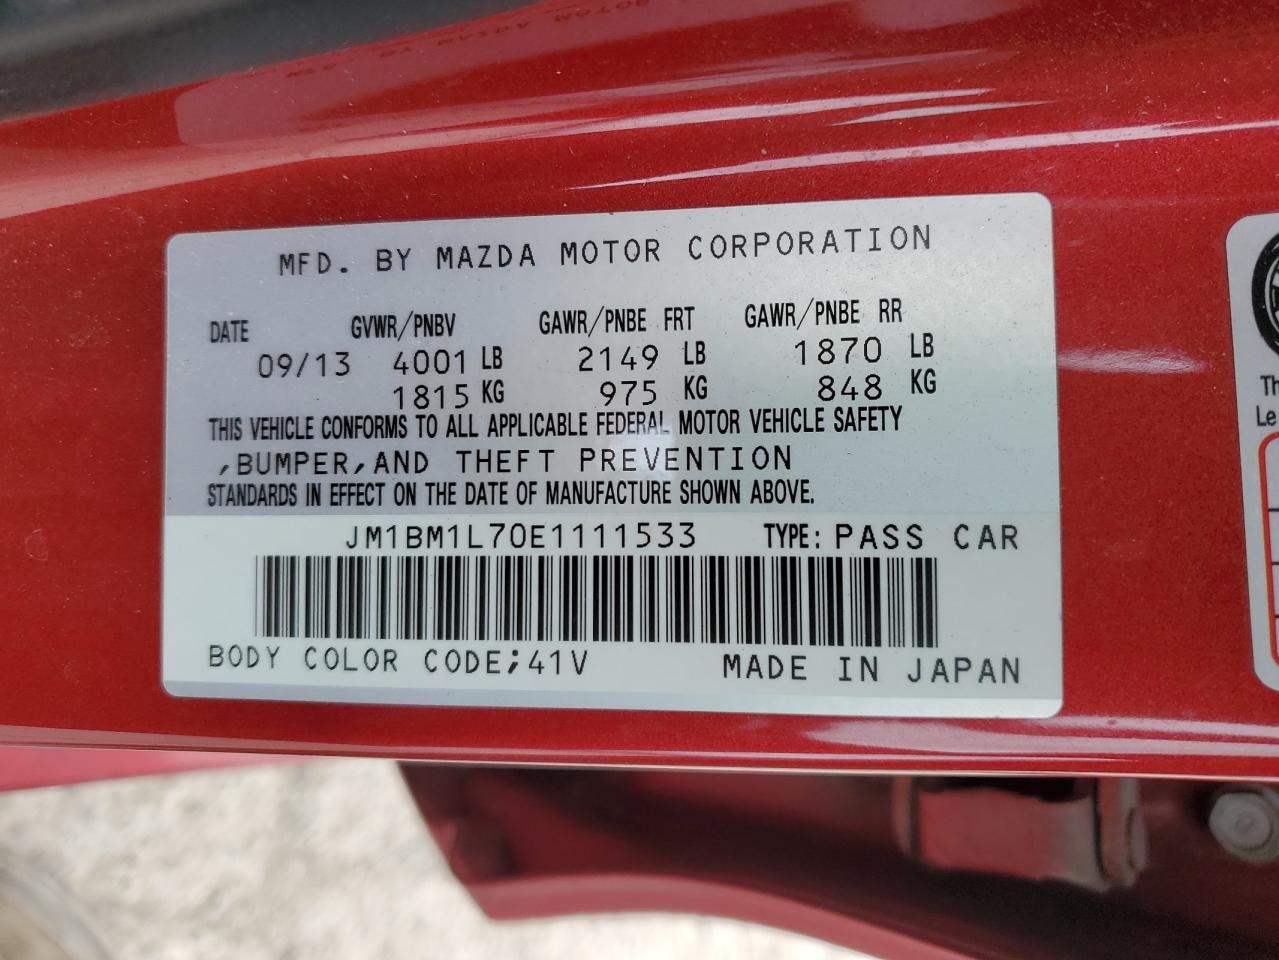 MFD. BY MAZDA MOTOR CORPORATION
DATE GVWR/PNBV GAWR/PNBE FRT GAWR/PNBE RR
09/13 4001 LB 2149 LB 1870 LB
1815 KG 975 KG 848 KG
THIS VEHICLE CONFORMS TO ALL APPLICABLE FEDERAL MOTOR VEHICLE SAFETY
,BUMPER,AND THEFT PREVENTION
STANDARDS IN EFFECT ON THE DATE OF MANUFACTURE SHOWN ABOVE.
JM1BM1L70E1111533 TYPE: PASS CAR
BODY COLOR CODE;41V MADE IN JAPAN
Th
Le